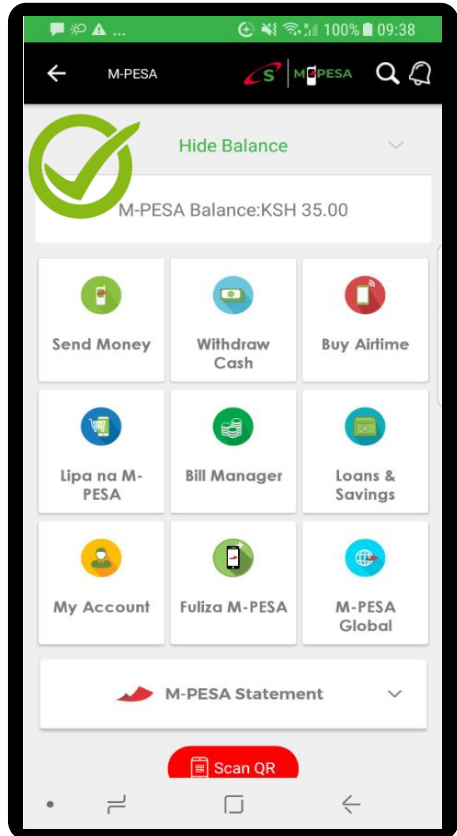 ... 100% 09:38
M-PESA S M PESA
Hide Balance
M-PESA Balance:KSH 35.00
Send Money Withdraw Cash Buy Airtime
Lipa na M-PESA Bill Manager Loans & Savings
My Account Fuliza M-PESA M-PESA Global
M-PESA Statement
Scan QR